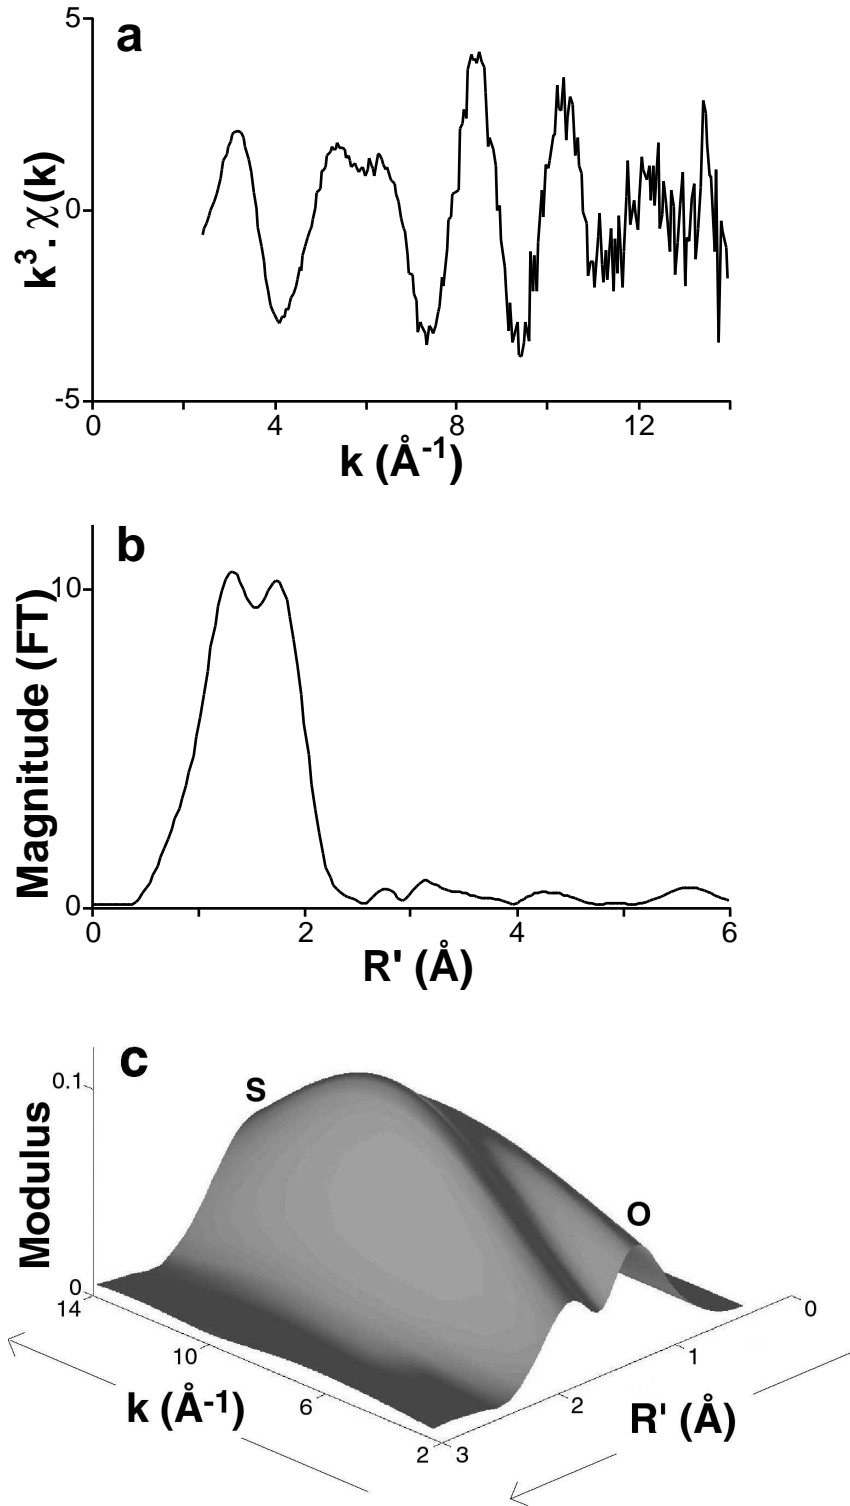 a
5
0
-5
k³. χ(k)
0 4 8 12
k (Å⁻¹)
b
10
0
Magnitude (FT)
0 2 4 6
R' (Å)
c
S
O
0.1
0
Modulus
14 10 6 2
k (Å⁻¹)
3 2 1 0
R' (Å)